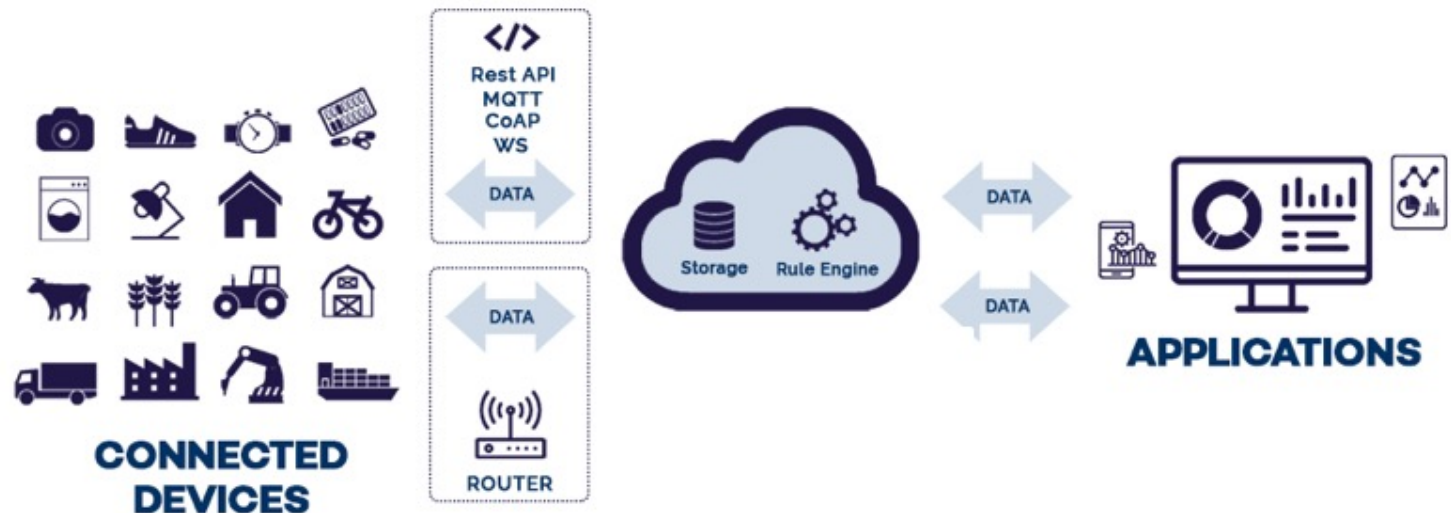 </>
Rest API
MQTT
CoAP
WS
DATA
DATA
ROUTER
CONNECTED
DEVICES
Storage
Rule Engine
DATA
DATA
APPLICATIONS